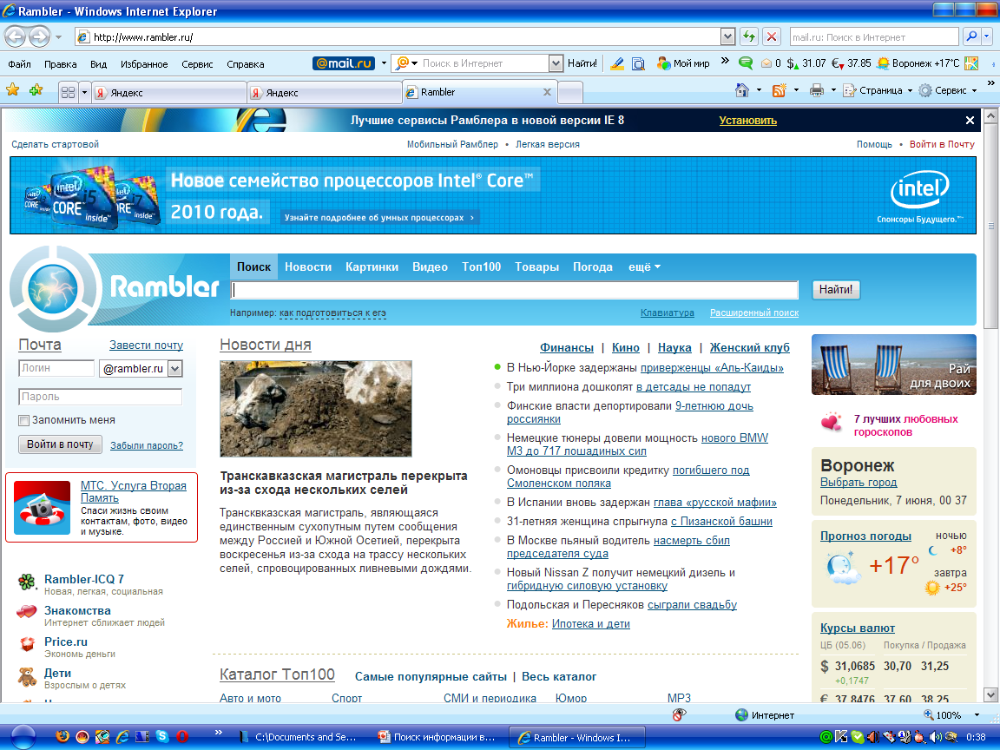 Rambler - Windows Internet Explorer
http://www.rambler.ru/
mail.ru: Поиск в Интернет
Файл Правка Вид Избранное Сервис Справка
@mail.ru Поиск в Интернет Найти! Мой мир » 0 $ 31.07 € 37.85 Воронеж +17°C
Яндекс Яндекс Rambler Страница Сервис »
Лучшие сервисы Рамблера в новой версии IE 8 Установить
Сделать стартовой Мобильный Рамблер • Легкая версия Помощь • Войти в Почту
Новое семейство процессоров Intel® Core™
2010 года. Узнайте подробнее об умных процессорах ›
intel CORE i5 inside™
CORE inside
CORE i7 inside™
intel
Спонсоры Будущего.™
Поиск Новости Картинки Видео Топ100 Товары Погода ещё
Rambler
Найти!
Например: как подготовиться к егэ Клавиатура Расширенный поиск
Почта Завести почту
Логин @rambler.ru
Пароль
Запомнить меня
Войти в почту Забыли пароль?
МТС. Услуга Вторая
Память
Спаси жизнь своим
контактам, фото, видео
и музыке.
Rambler-ICQ 7
Новая, легкая, социальная
Знакомства
Интернет сближает людей
Price.ru
Экономь деньги
Дети
Взрослым о детях
Новости дня
Транскавказская магистраль перекрыта
из-за схода нескольких селей
Трансквказская магистраль, являющаяся
единственным сухопутным путем сообщения
между Россией и Южной Осетией, перекрыта
воскресенья из-за схода на трассу нескольких
селей, спровоцированных ливневыми дождями.
Финансы | Кино | Наука | Женский клуб
В Нью-Йорке задержаны приверженцы «Аль-Каиды»
Три миллиона дошколят в детсады не попадут
Финские власти депортировали 9-летнюю дочь
россиянки
Немецкие тюнеры довели мощность нового BMW
M3 до 717 лошадиных сил
Омоновцы присвоили кредитку погибшего под
Смоленском поляка
В Испании вновь задержан глава «русской мафии»
31-летняя женщина спрыгнула с Пизанской башни
В Москве пьяный водитель насмерть сбил
председателя суда
Новый Nissan Z получит немецкий дизель и
гибридную силовую установку
Подольская и Пересняков сыграли свадьбу
Жилье: Ипотека и дети
Каталог Топ100 Самые популярные сайты | Весь каталог
Авто и мото Спорт СМИ и периодика Юмор MP3
Рай
для двоих
7 лучших любовных
гороскопов
Воронеж
Выбрать город
Понедельник, 7 июня, 00 37
Прогноз погоды
+17°
ночью
+8°
завтра
+25°
Курсы валют
ЦБ (05.06) Покупка / Продажа
$ 31,0685 30,70 31,25
+0,1747
€ 37,8476 37,60 38,25
Интернет 100%
» C:\Documents and Se... Поиск информации в... Rambler - Windows I... 0:38